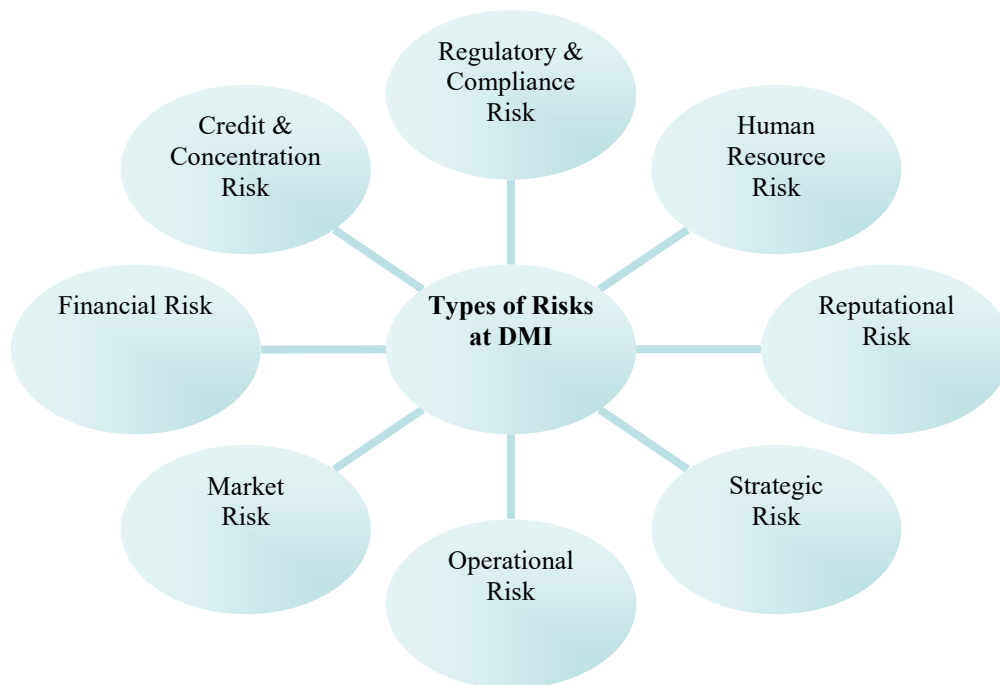 Regulatory &
Compliance
Risk
Credit &
Concentration
Risk
Human
Resource
Risk
Financial Risk
Types of Risks
at DMI
Reputational
Risk
Market
Risk
Strategic
Risk
Operational
Risk